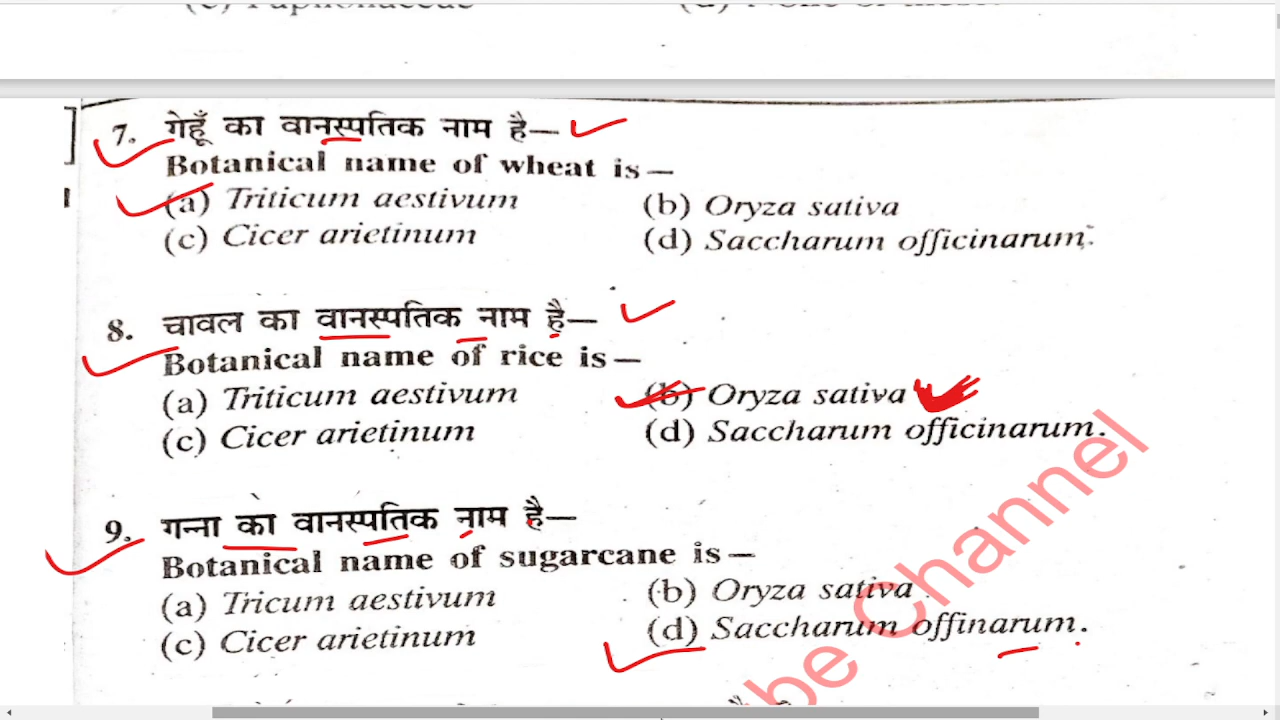 7. गेहूँ का वानस्पतिक नाम है—
Botanical name of wheat is—
(a) Triticum aestivum (b) Oryza sativa
(c) Cicer arietinum (d) Saccharum officinarum.
8. चावल का वानस्पतिक नाम है—
Botanical name of rice is—
(a) Triticum aestivum (b) Oryza sativa
(c) Cicer arietinum (d) Saccharum officinarum.
9. गन्ना का वानस्पतिक नाम है—
Botanical name of sugarcane is—
(a) Tricum aestivum (b) Oryza sativa
(c) Cicer arietinum (d) Saccharum offinarum.
be Channel